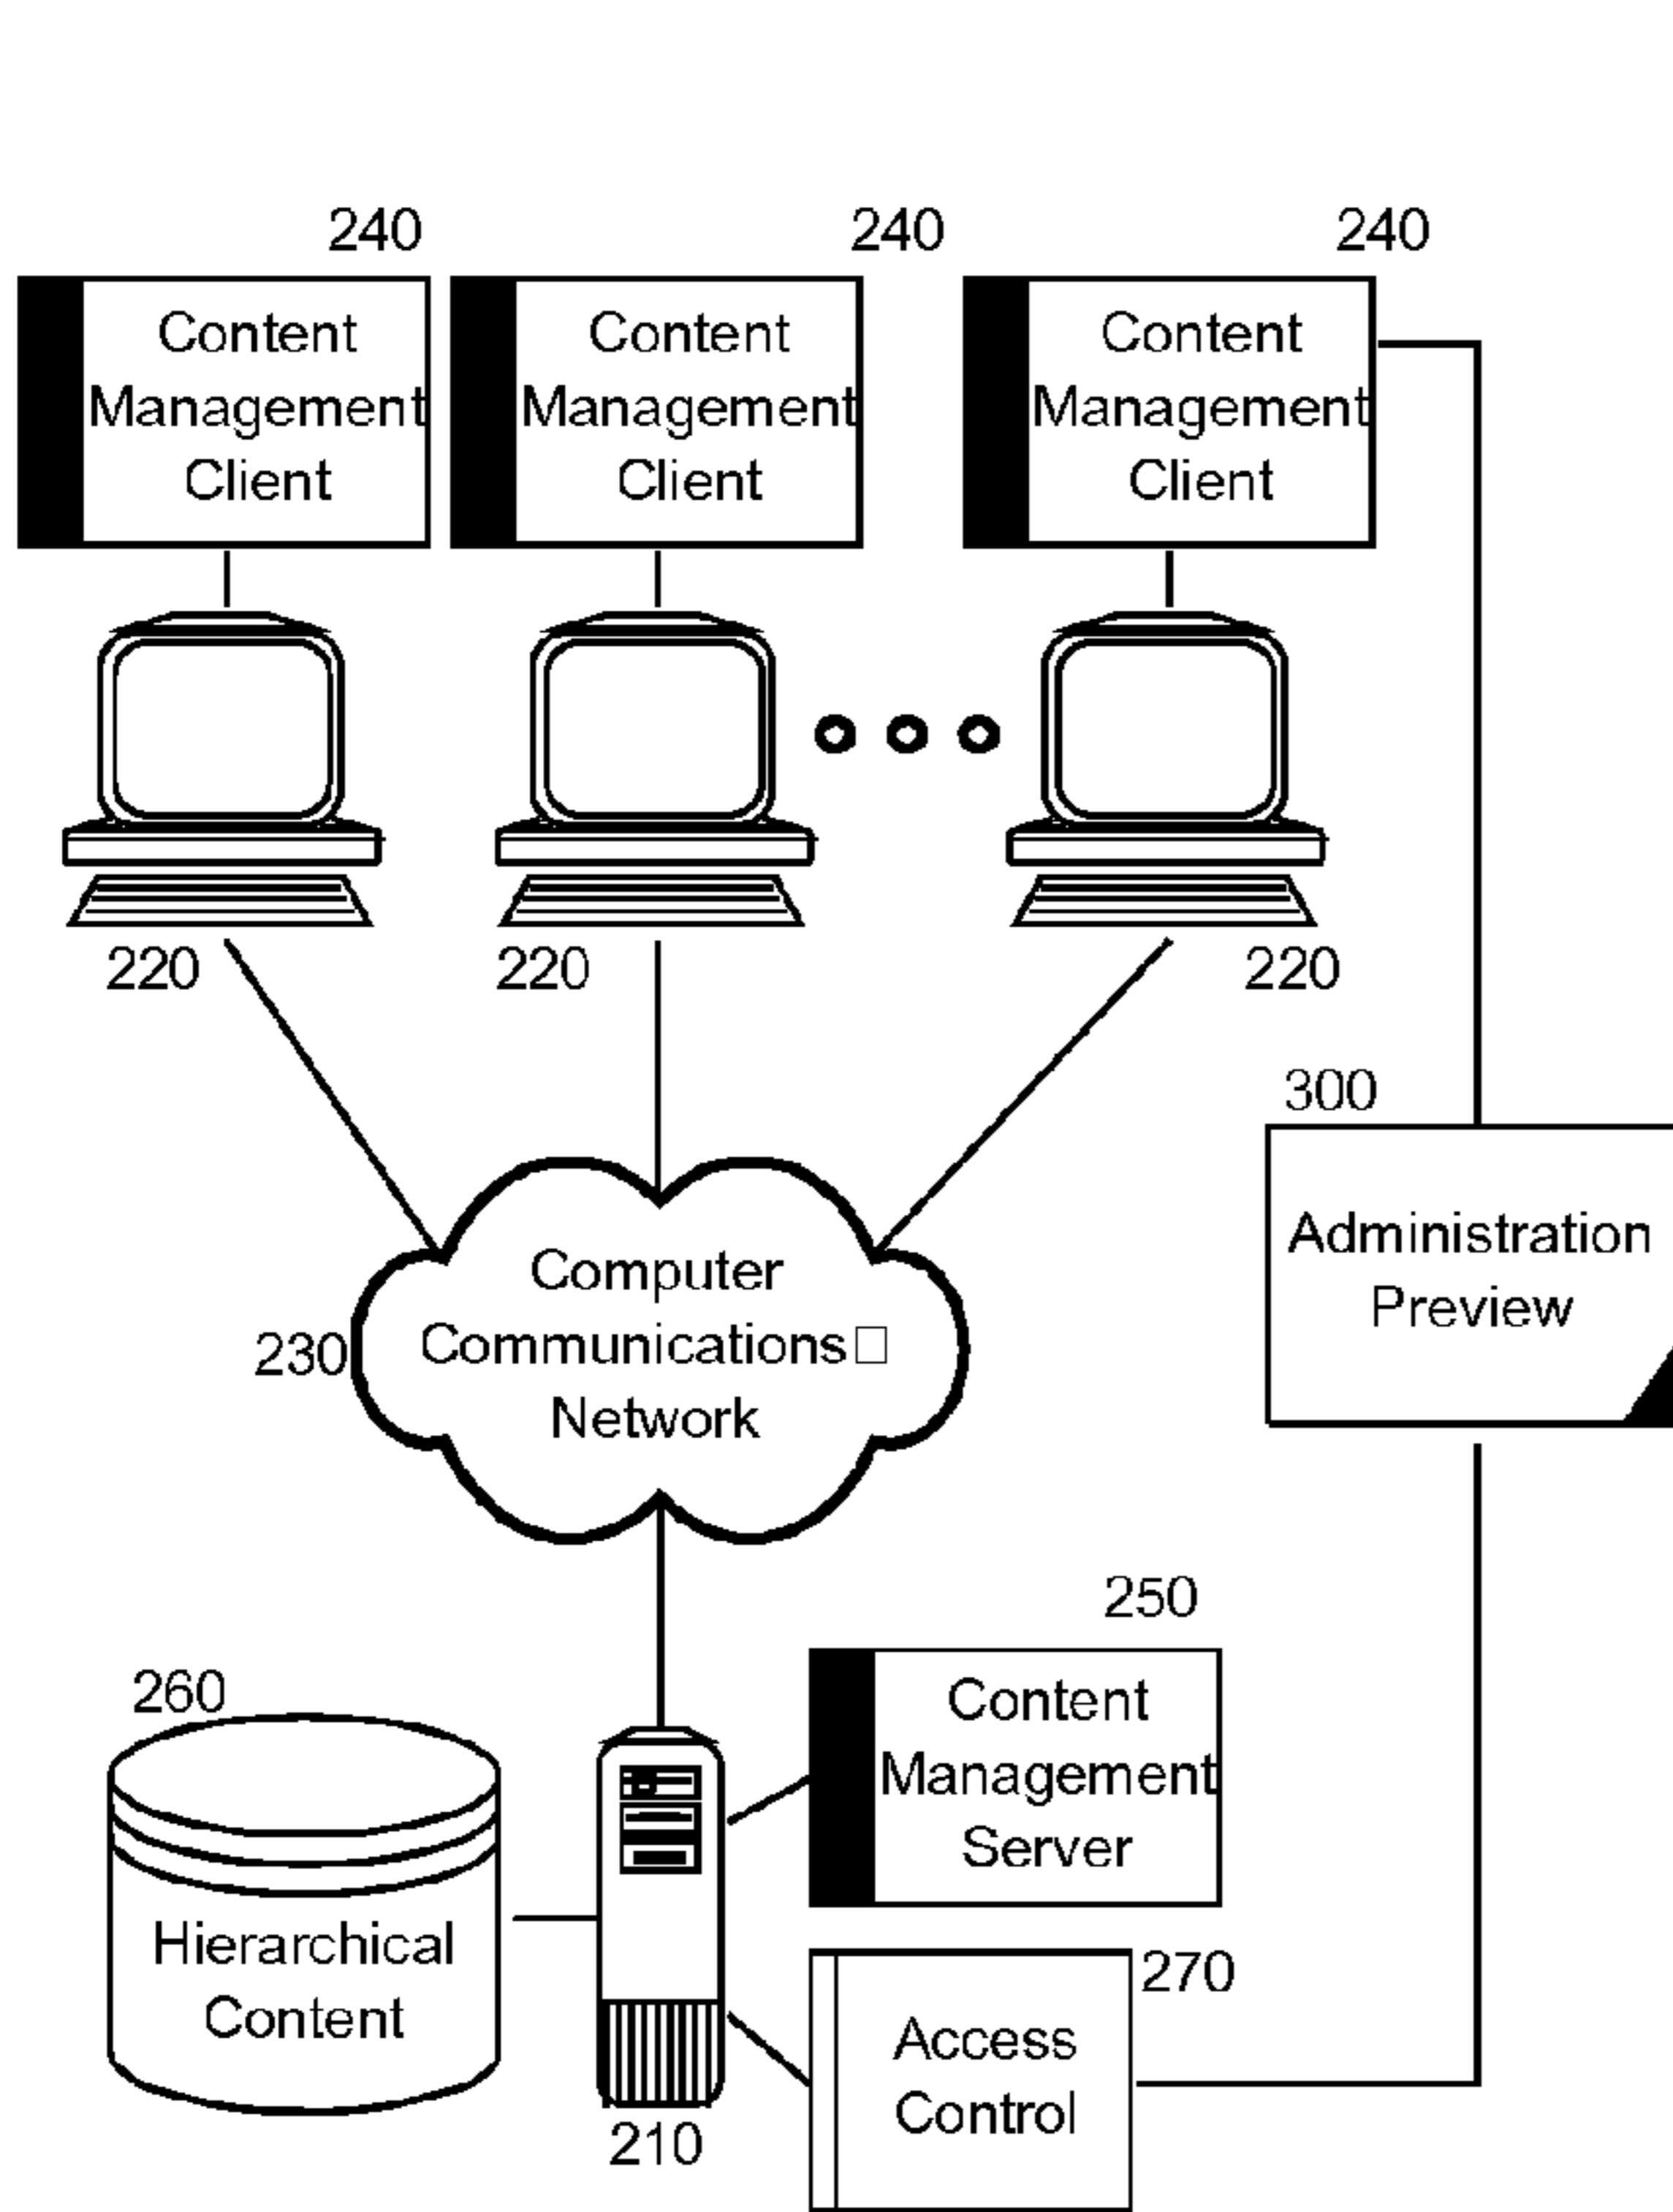 240
240
240
Content
Management
Client
Content
Management
Client
Content
Management
Client
220
220
220
300
Administration
Preview
230
Computer
Communications
Network
250
Content
Management
Server
260
Hierarchical
Content
210
270
Access
Control